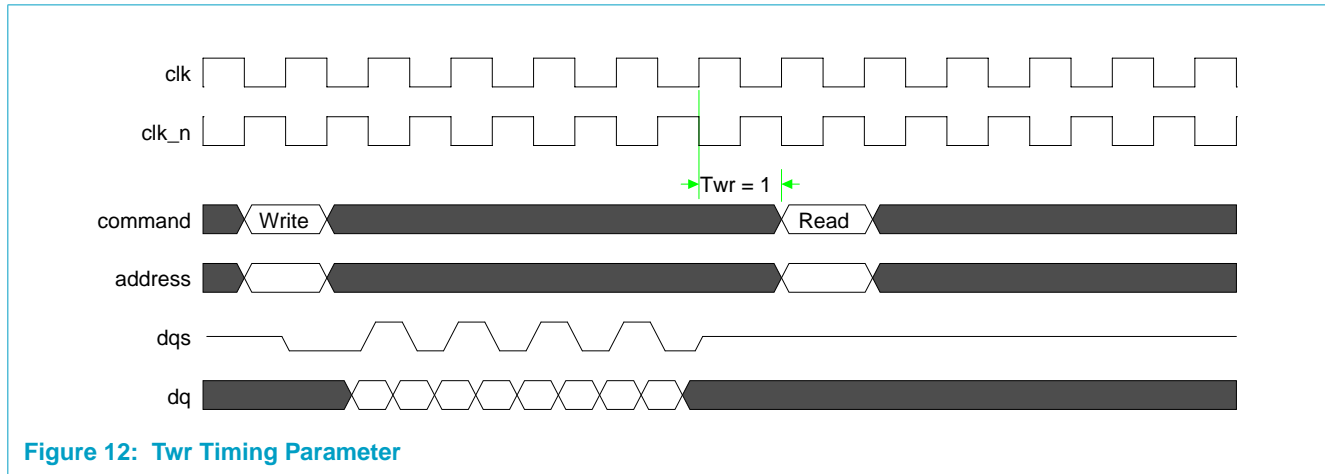 clk
clk_n
Twr = 1
command
Write
Read
address
dqs
dq
Figure 12: Twr Timing Parameter